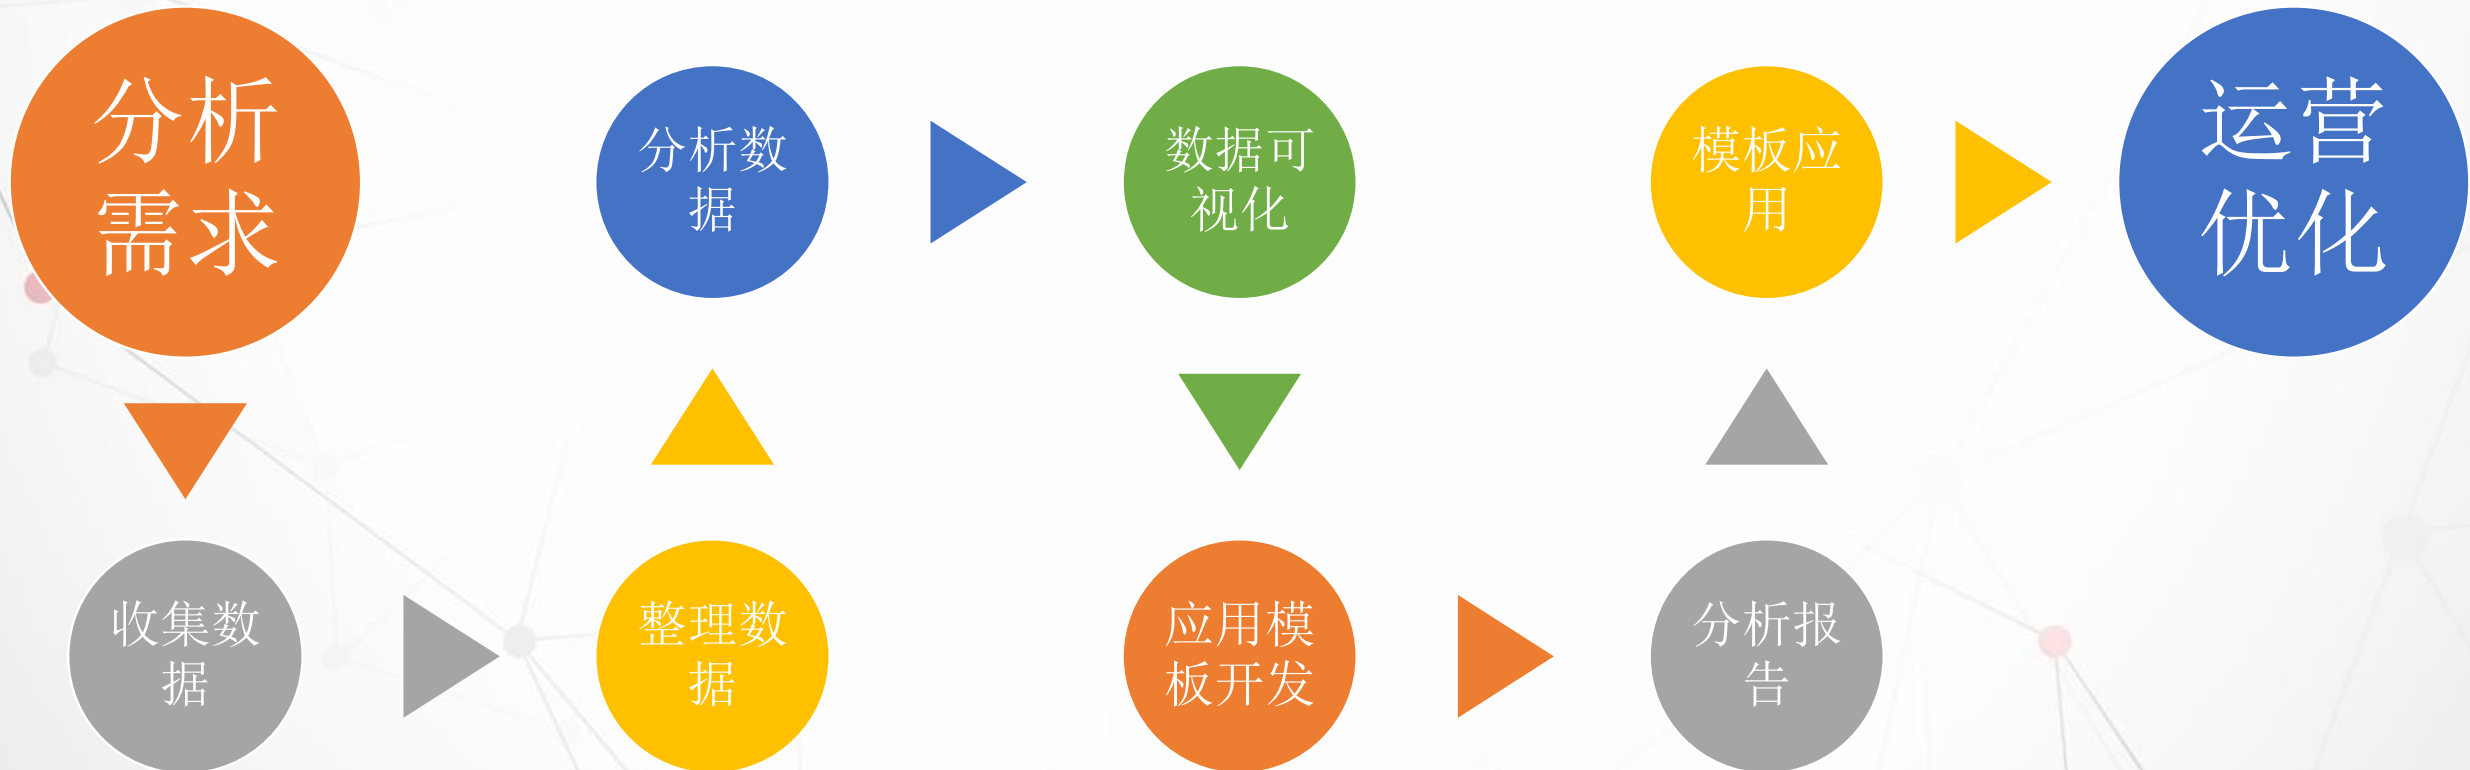 分析
需求
收集数
据
整理数
据
分析数
据
数据可
视化
应用模
板开发
分析报
告
模板应
用
运营
优化